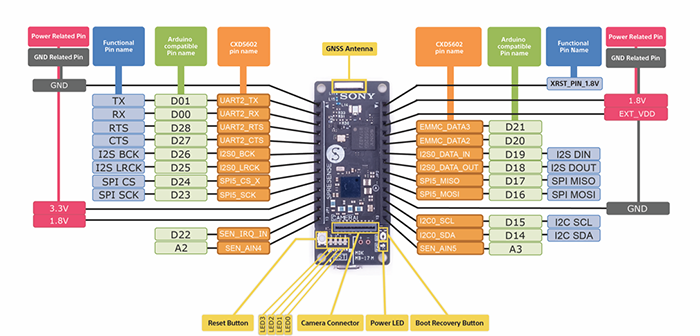 Power Related Pin
GND Related Pin
Functional
Pin name
Arduino
compatible
Pin name
CXD5602
Pin name
GNSS Antenna
CXD5602
pin name
Arduino
compatible
Pin name
Functional
Pin Name
Power Related Pin
GND Related Pin
GND
XRST_PIN_1.8V
SONY
TX D01 UART2_TX
1.8V
RX D00 UART2_RX
EXT_VDD
RTS D28 UART2_RTS
EMMC_DATA3 D21
CTS D27 UART2_CTS
EMMC_DATA2 D20
I2S BCK D26 I2S0_BCK
I2S0_DATA_IN D19 I2S DIN
I2S LRCK D25 I2S0_LRCK
I2S0_DATA_OUT D18 I2S DOUT
SPI CS D24 SPI5_CS_X
SPI5_MISO D17 SPI MISO
SPI SCK D23 SPI5_SCK
SPI5_MOSI D16 SPI MOSI
SPRESENSE
3.3V
GND
1.8V
I2C0_SCL D15 I2C SCL
D22 SEN_IRQ_IN
I2C0_SDA D14 I2C SDA
A2 SEN_AIN4
SEN_AIN5 A3
CAMERA
Reset Button
LED3
LED2
LED1
LED0
Camera Connector
Power LED
Boot Recovery Button